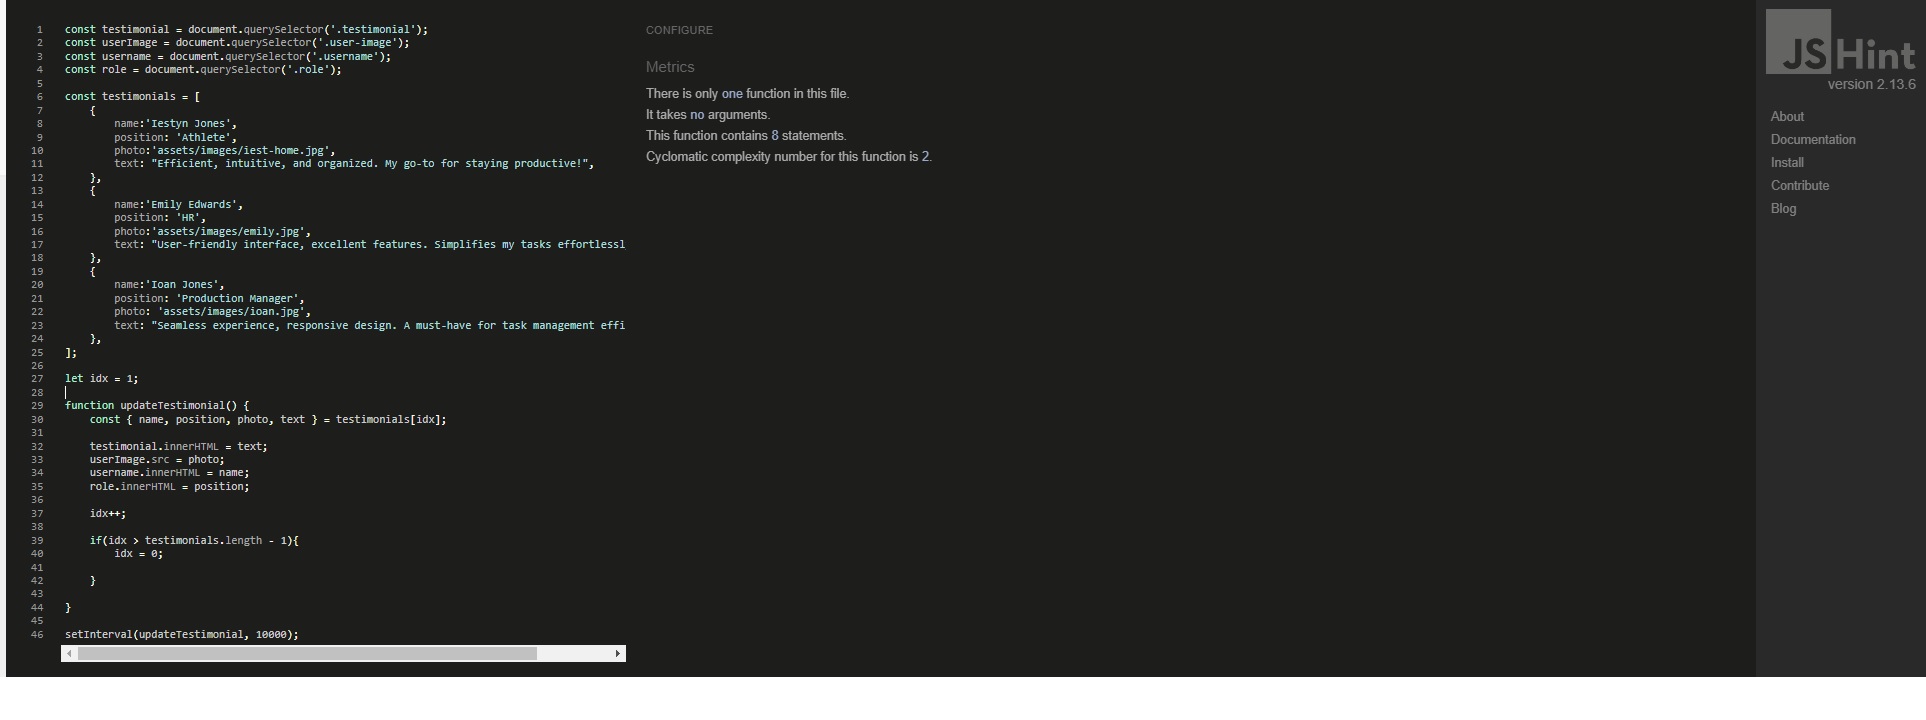 1 const testimonial = document.querySelector('.testimonial');
2 const userImage = document.querySelector('.user-image');
3 const username = document.querySelector('.username');
4 const role = document.querySelector('.role');
5
6 const testimonials = [
7 {
8 name:'Iestyn Jones',
9 position: 'Athlete',
10 photo:'assets/images/iest-home.jpg',
11 text: "Efficient, intuitive, and organized. My go-to for staying productive!",
12 },
13 {
14 name:'Emily Edwards',
15 position: 'HR',
16 photo:'assets/images/emily.jpg',
17 text: "User-friendly interface, excellent features. Simplifies my tasks effortlessl
18 },
19 {
20 name:'Ioan Jones',
21 position: 'Production Manager',
22 photo: 'assets/images/ioan.jpg',
23 text: "Seamless experience, responsive design. A must-have for task management effi
24 },
25 ];
26
27 let idx = 1;
28
29 function updateTestimonial() {
30 const { name, position, photo, text } = testimonials[idx];
31
32 testimonial.innerHTML = text;
33 userImage.src = photo;
34 username.innerHTML = name;
35 role.innerHTML = position;
36
37 idx++;
38
39 if(idx > testimonials.length - 1){
40 idx = 0;
41
42 }
43
44 }
45
46 setInterval(updateTestimonial, 10000);
CONFIGURE
Metrics
There is only one function in this file.
It takes no arguments.
This function contains 8 statements.
Cyclomatic complexity number for this function is 2.
JSHint
version 2.13.6
About
Documentation
Install
Contribute
Blog